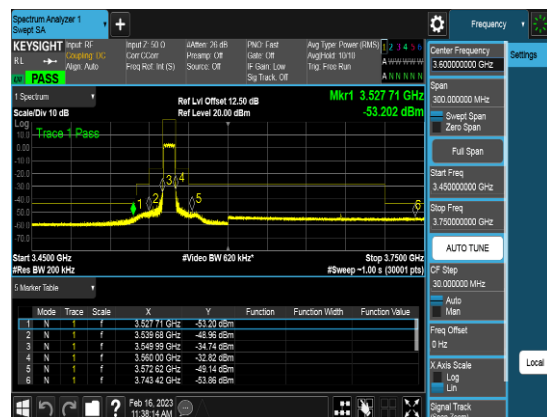 Spectrum Analyzer 1
Swept SA
+
Frequency
KEYSIGHT
Input: RF
Input Z: 50 Ω
#Atten: 26 dB
PNO: Fast
Avg Type: Power (RMS)
1 2 3 4 5 6
RL
Coupling: DC
Corr CCorr
Preamp: Off
Gate: Off
Avg|Hold: 10/10
A W W W W W
Align: Auto
Freq Ref: Int (S)
Source: Off
IF Gain: Low
Trig: Free Run
Sig Track: Off
A N N N N N
PASS
1 Spectrum
Ref Lvl Offset 12.50 dB
Mkr1 3.527 71 GHz
Scale/Div 10 dB
Ref Level 20.00 dBm
-53.202 dBm
Log
Trace 1 Pass
10.0
0.00
-10.0
-20.0
-30.0
-40.0
-50.0
-60.0
-70.0
1
2
3
4
5
6
Start 3.4500 GHz
#Video BW 620 kHz*
Stop 3.7500 GHz
#Res BW 200 kHz
#Sweep ~1.00 s (30001 pts)
5 Marker Table
Mode Trace Scale X Y Function Function Width Function Value
1 N 1 f 3.527 71 GHz -53.20 dBm
2 N 1 f 3.539 68 GHz -48.96 dBm
3 N 1 f 3.549 99 GHz -34.74 dBm
4 N 1 f 3.560 00 GHz -32.82 dBm
5 N 1 f 3.572 62 GHz -49.14 dBm
6 N 1 f 3.743 42 GHz -53.86 dBm
?
Feb 16, 2023
11:38:14 AM
Center Frequency
3.600000000 GHz
Settings
Span
300.000000 MHz
Swept Span
Zero Span
Full Span
Start Freq
3.450000000 GHz
Stop Freq
3.750000000 GHz
AUTO TUNE
CF Step
30.000000 MHz
Auto
Man
Freq Offset
0 Hz
X Axis Scale
Log
Lin
Local
Signal Track